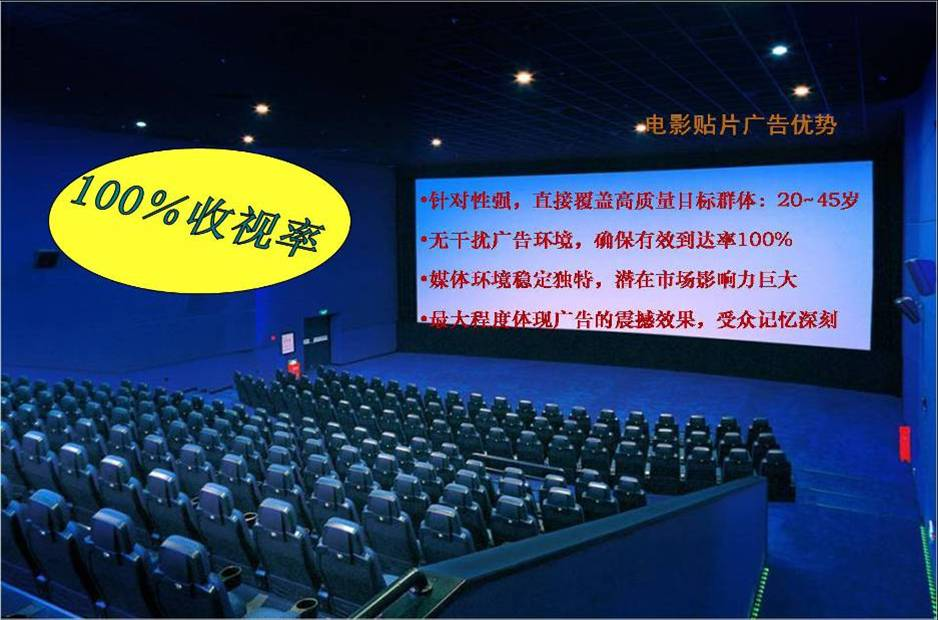 电影贴片广告优势
100%收视率
•针对性强，直接覆盖高质量目标群体：20~45岁
•无干扰广告环境，确保有效到达率100%
•媒体环境稳定独特，潜在市场影响力巨大
•最大程度体现广告的震撼效果，受众记忆深刻